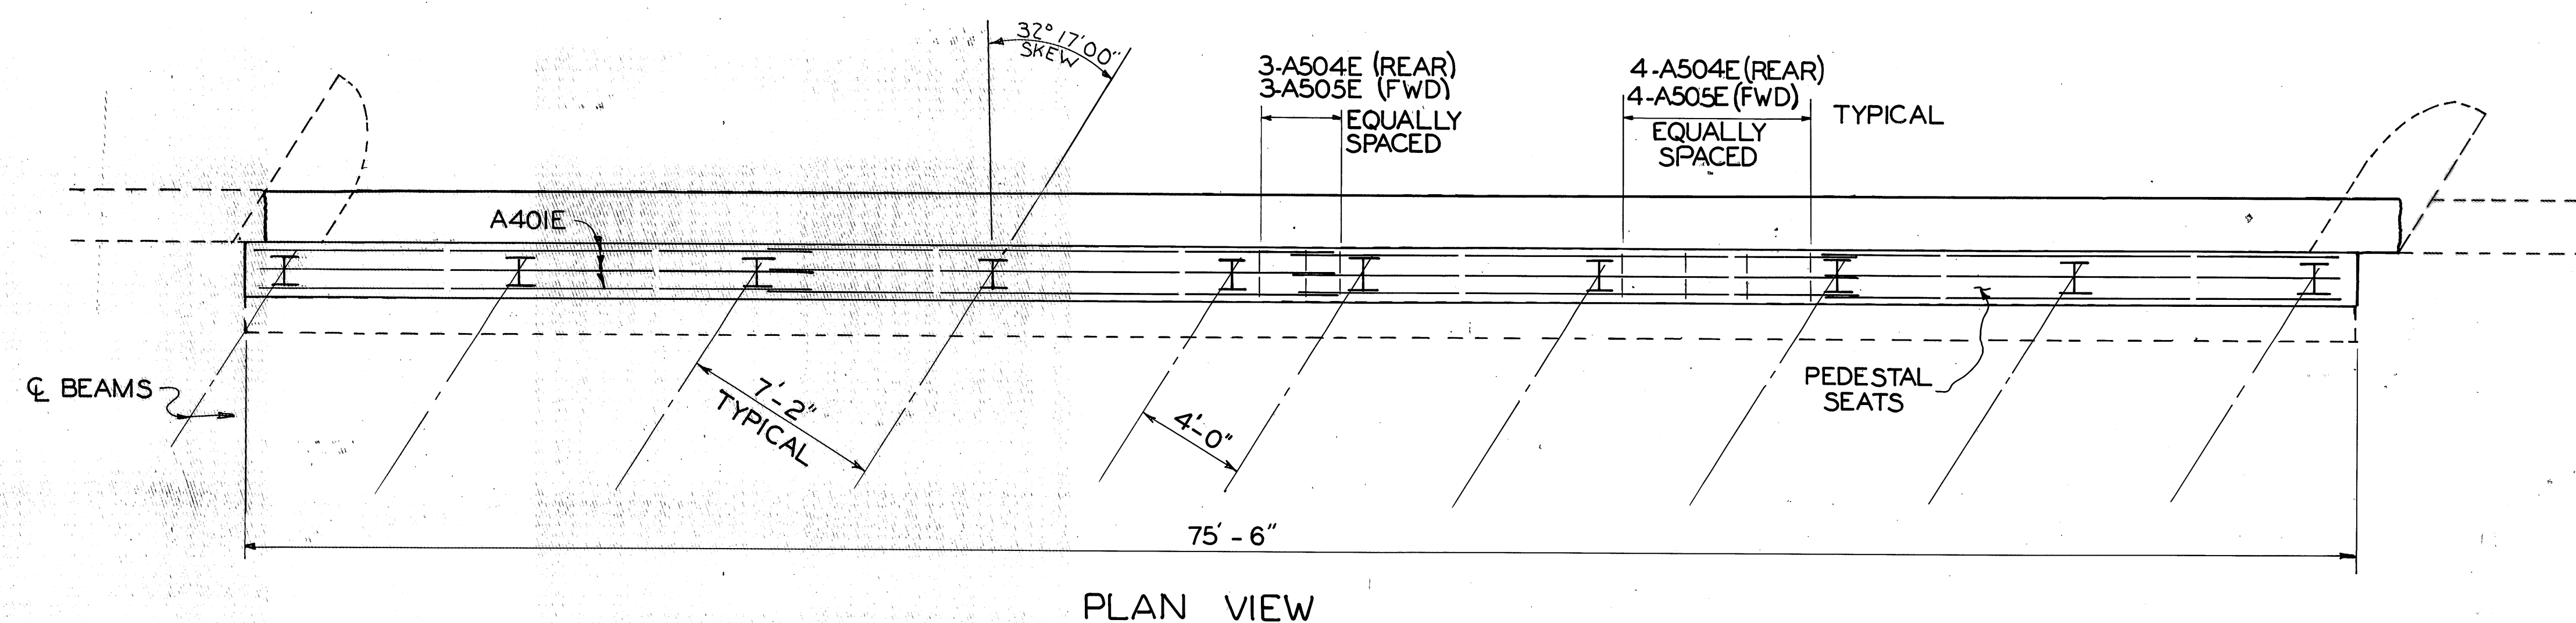 32°17'00"
SKEW
3-A504E (REAR)
3-A505E (FWD)
EQUALLY
SPACED
4-A504E (REAR)
4-A505E (FWD)
EQUALLY
SPACED
TYPICAL
A401E
℄ BEAMS
7'-2"
TYPICAL
4'-0"
PEDESTAL
SEATS
75'-6"
PLAN VIEW